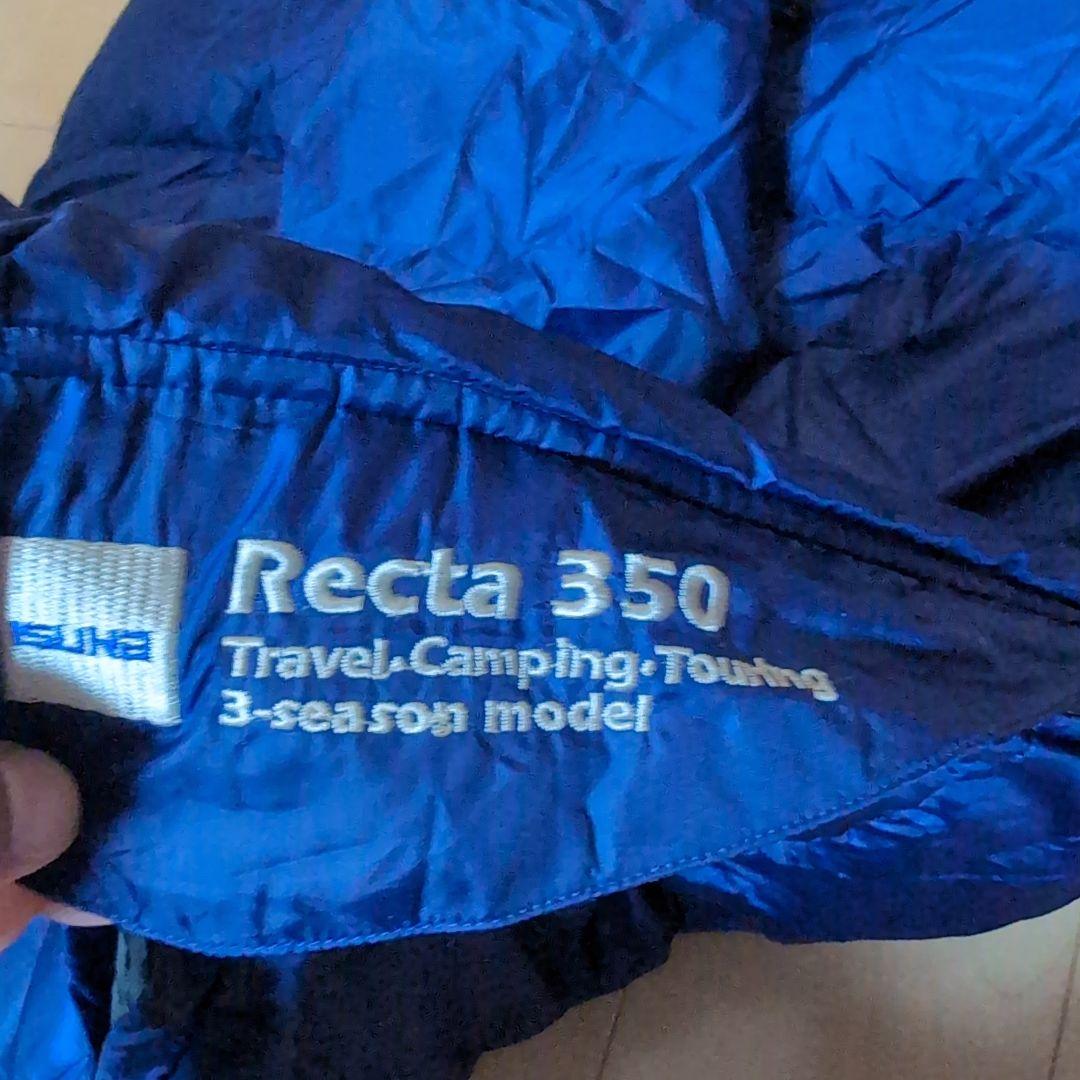 Recta 350
Travel·Camping·Touring
3-season model